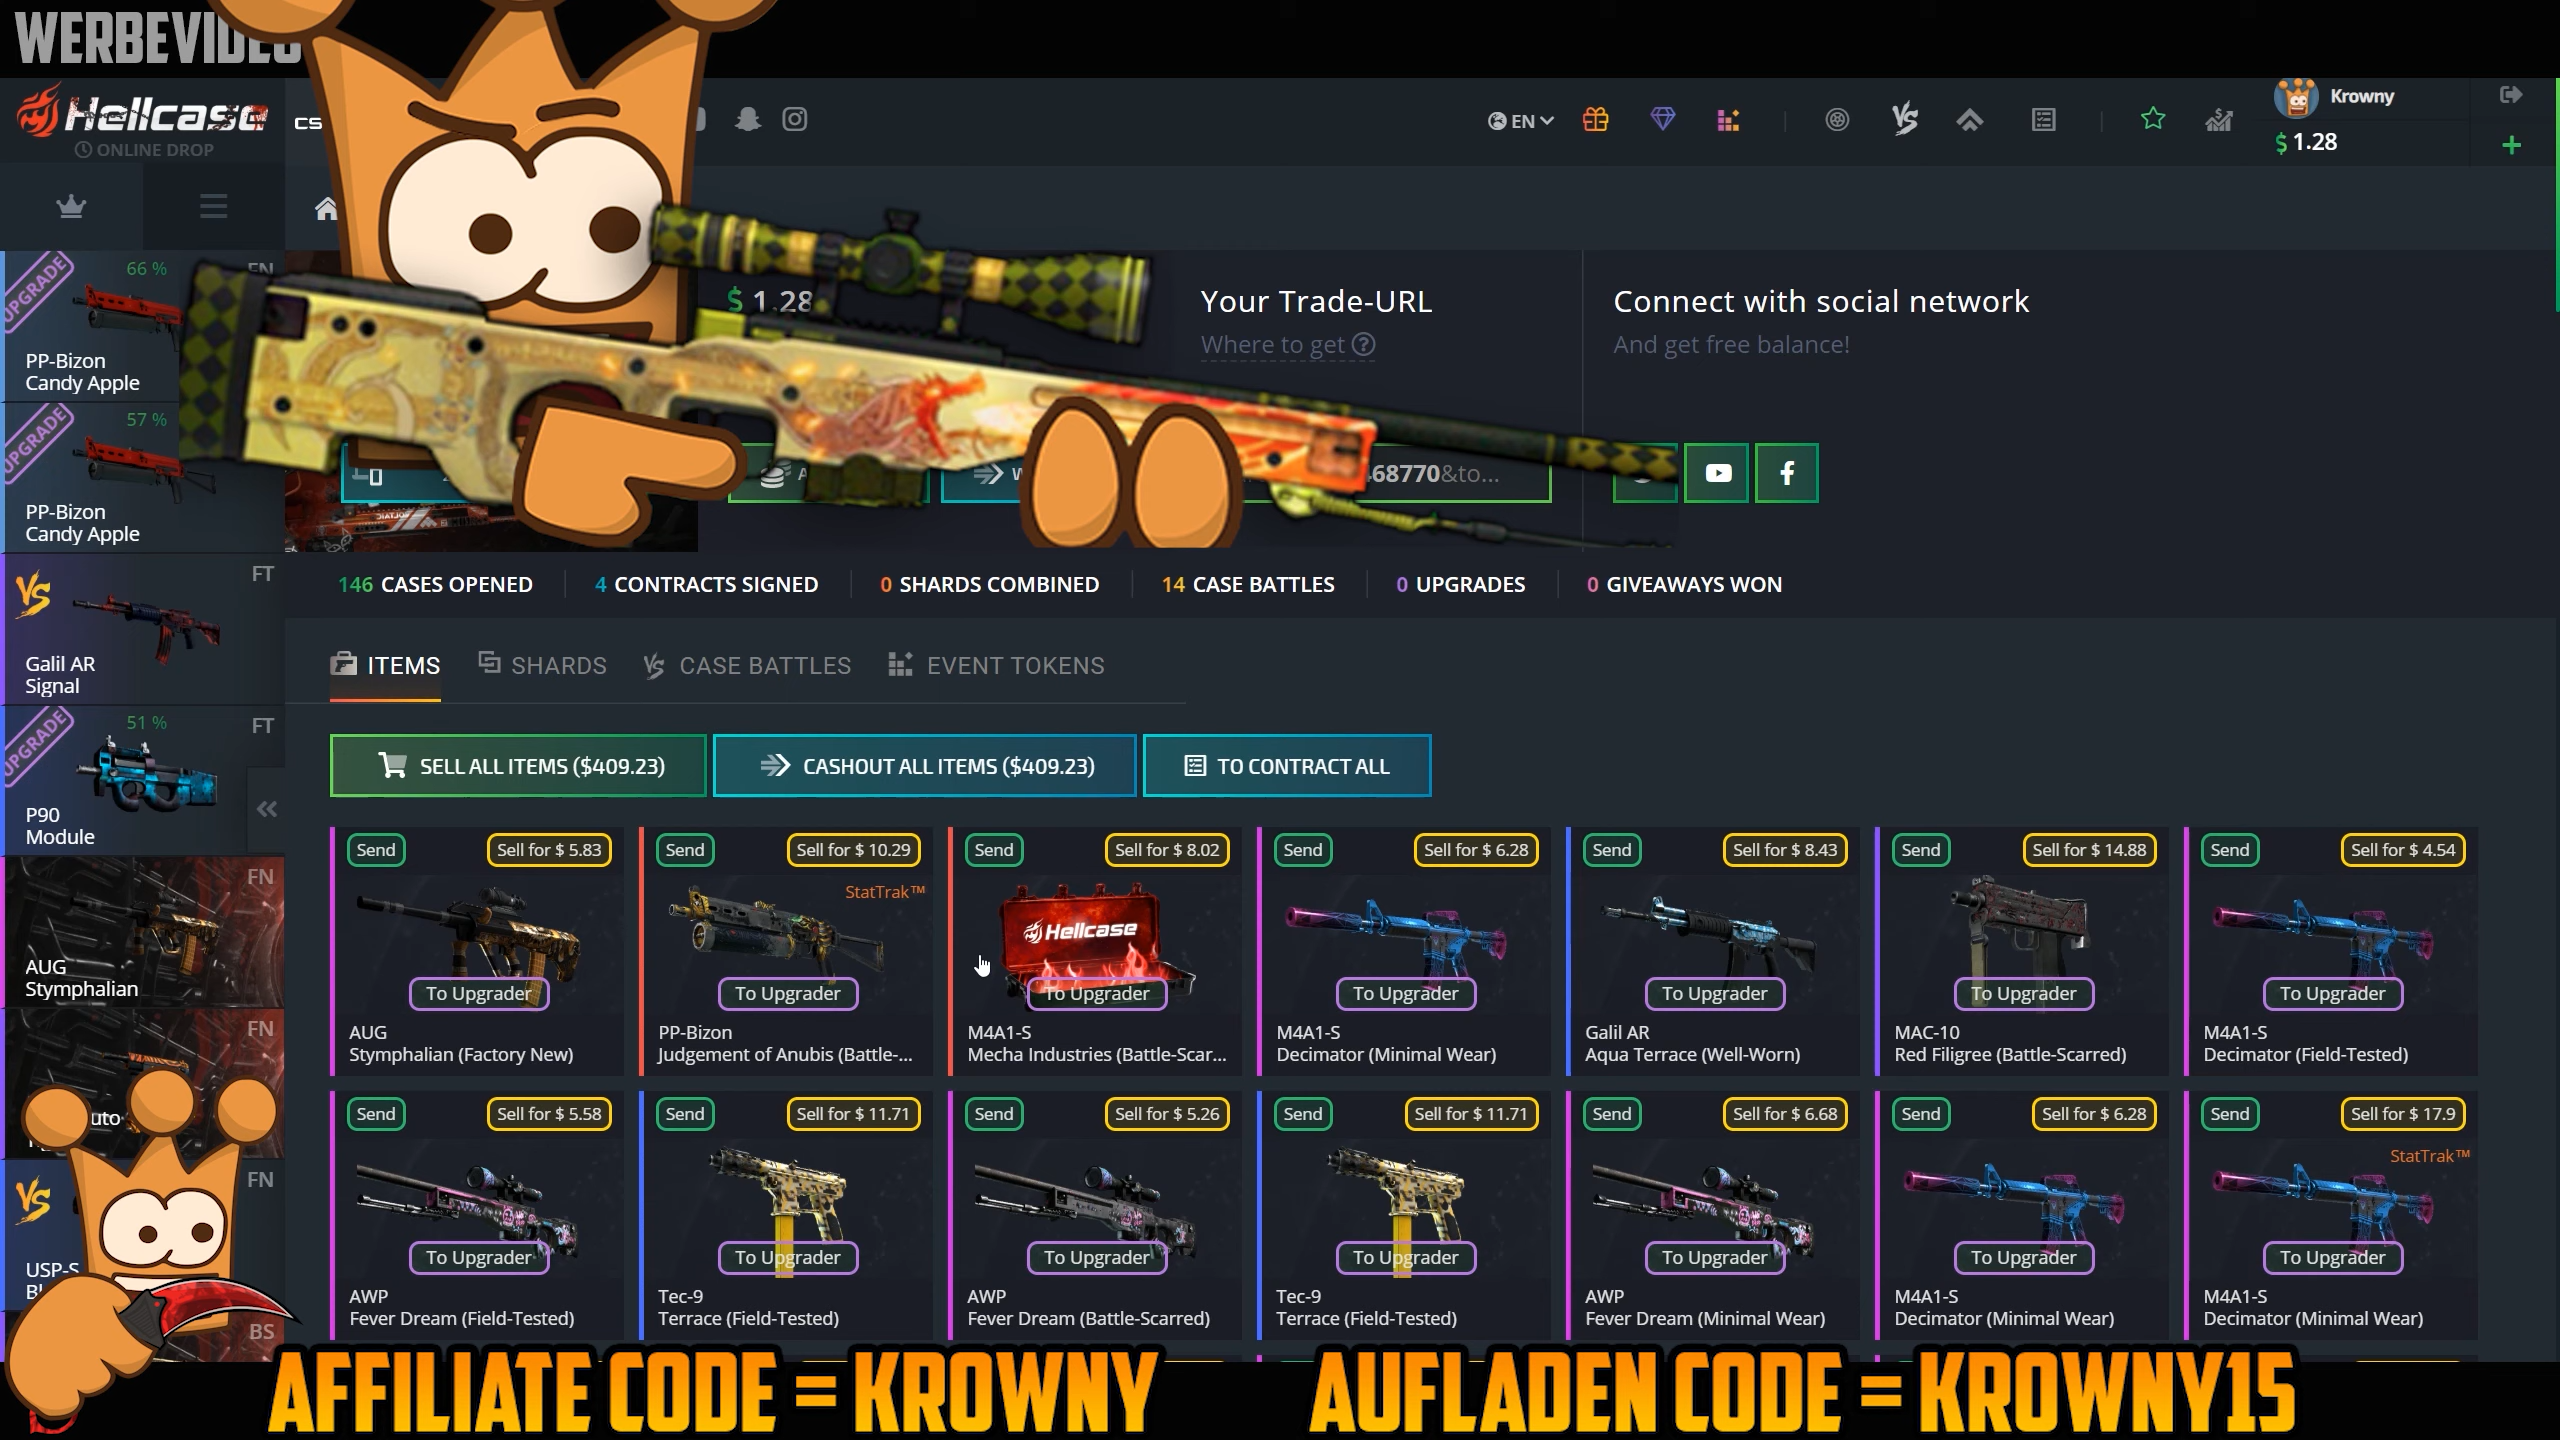 WERBEVIDEO
Hellcase
ONLINE DROP
CS
EN
Krowny
$ 1.28
66 %
FN
UPGRADE
PP-Bizon
Candy Apple
57 %
UPGRADE
PP-Bizon
Candy Apple
FT
VS
Galil AR
Signal
51 %
FT
UPGRADE
P90
Module
FN
AUG
Stymphalian
FN
uto
FN
VS
USP-S
Bl
BS
$ 1.28
Your Trade-URL
Where to get ?
68770&to...
Connect with social network
And get free balance!
146 CASES OPENED
4 CONTRACTS SIGNED
0 SHARDS COMBINED
14 CASE BATTLES
0 UPGRADES
0 GIVEAWAYS WON
ITEMS
SHARDS
CASE BATTLES
EVENT TOKENS
SELL ALL ITEMS ($409.23)
CASHOUT ALL ITEMS ($409.23)
TO CONTRACT ALL
Send
Sell for $ 5.83
To Upgrader
AUG
Stymphalian (Factory New)
Send
Sell for $ 10.29
StatTrak™
To Upgrader
PP-Bizon
Judgement of Anubis (Battle-...
Send
Sell for $ 8.02
Hellcase
To Upgrader
M4A1-S
Mecha Industries (Battle-Scar...
Send
Sell for $ 6.28
To Upgrader
M4A1-S
Decimator (Minimal Wear)
Send
Sell for $ 8.43
To Upgrader
Galil AR
Aqua Terrace (Well-Worn)
Send
Sell for $ 14.88
To Upgrader
MAC-10
Red Filigree (Battle-Scarred)
Send
Sell for $ 4.54
To Upgrader
M4A1-S
Decimator (Field-Tested)
Send
Sell for $ 5.58
To Upgrader
AWP
Fever Dream (Field-Tested)
Send
Sell for $ 11.71
To Upgrader
Tec-9
Terrace (Field-Tested)
Send
Sell for $ 5.26
To Upgrader
AWP
Fever Dream (Battle-Scarred)
Send
Sell for $ 11.71
To Upgrader
Tec-9
Terrace (Field-Tested)
Send
Sell for $ 6.68
To Upgrader
AWP
Fever Dream (Minimal Wear)
Send
Sell for $ 6.28
To Upgrader
M4A1-S
Decimator (Minimal Wear)
Send
Sell for $ 17.9
StatTrak™
To Upgrader
M4A1-S
Decimator (Minimal Wear)
AFFILIATE CODE = KROWNY
AUFLADEN CODE = KROWNY15